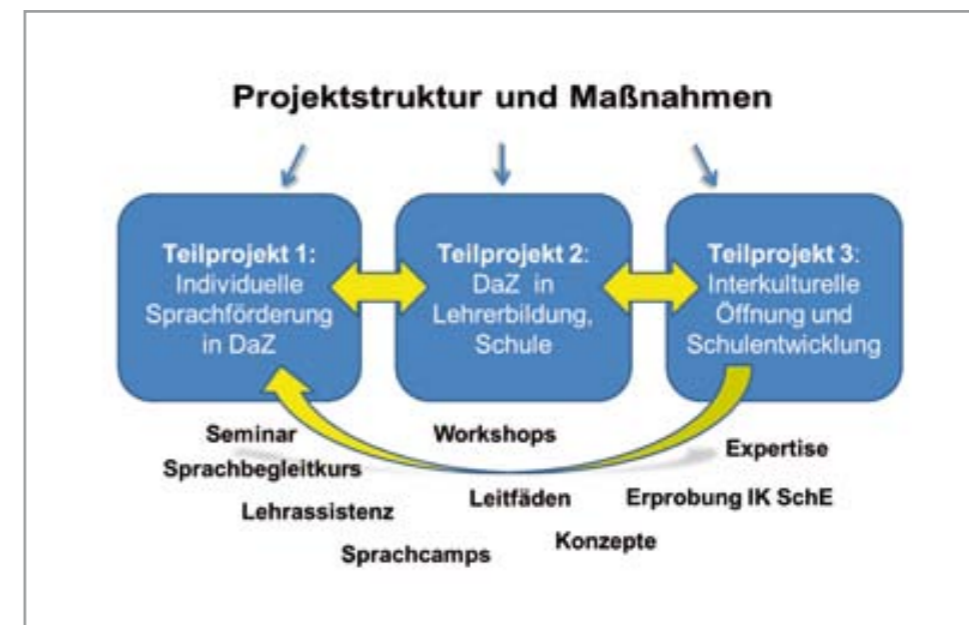 Projektstruktur und Maßnahmen
Teilprojekt 1:
Individuelle
Sprachförderung
in DaZ
Teilprojekt 2:
DaZ in
Lehrerbildung,
Schule
Teilprojekt 3:
Interkulturelle
Öffnung und
Schulentwicklung
Seminar
Sprachbegleitkurs
Lehrassistenz
Sprachcamps
Workshops
Leitfäden
Konzepte
Expertise
Erprobung IK SchE